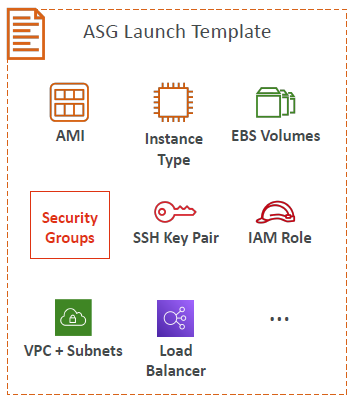 ASG Launch Template
AMI
Instance
Type
EBS Volumes
Security
Groups
SSH Key Pair
IAM Role
VPC + Subnets
Load
Balancer
...